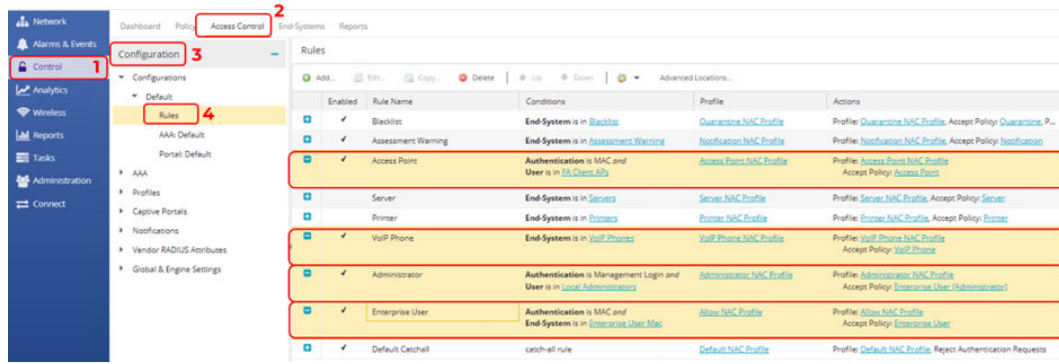 2
Network
Dashboard Policy Access Control End-Systems Reports
Alarms & Events
Configuration 3
Rules
Control 1
Configurations
Add... Edit... Copy... Delete Up Down Advanced Locations...
Analytics
Default
Enabled Rule Name Conditions Profile Actions
Wireless
Rules 4
Blacklist End-System is in Blacklist Quarantine NAC Profile Profile: Quarantine NAC Profile, Accept Policy: Quarantine, P...
Reports
AAA: Default
Assessment Warning End-System is in Assessment Warning Notification NAC Profile Profile: Notification NAC Profile, Accept Policy: Notification
Tasks
Portal: Default
Access Point Authentication is MAC and Access Point NAC Profile Profile: Access Point NAC Profile
User is in FA Client APs Accept Policy: Access Point
Administration
AAA
Connect
Profiles
Server End-System is in Servers Server NAC Profile Profile: Server NAC Profile, Accept Policy: Server
Captive Portals
Printer End-System is in Printers Printer NAC Profile Profile: Printer NAC Profile, Accept Policy: Printer
Notifications
VoIP Phone End-System is in VoIP Phones VoIP Phone NAC Profile Profile: VoIP Phone NAC Profile
Accept Policy: VoIP Phone
Vendor RADIUS Attributes
Global & Engine Settings
Administrator Authentication is Management Login and Administrator NAC Profile Profile: Administrator NAC Profile
User is in Local Administrators Accept Policy: Enterprise User (Administrator)
Enterprise User Authentication is MAC and Allow NAC Profile Profile: Allow NAC Profile
End-System is in Enterprise User Mac Accept Policy: Enterprise User
Default Catchall catch-all rule Default NAC Profile Profile: Default NAC Profile, Reject Authentication Requests